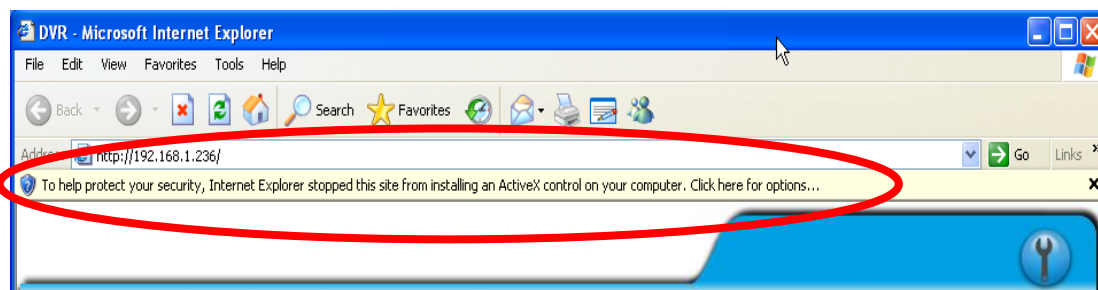 DVR - Microsoft Internet Explorer
File Edit View Favorites Tools Help
Back Search Favorites
Address http://192.168.1.236/ Go Links »
To help protect your security, Internet Explorer stopped this site from installing an ActiveX control on your computer. Click here for options...